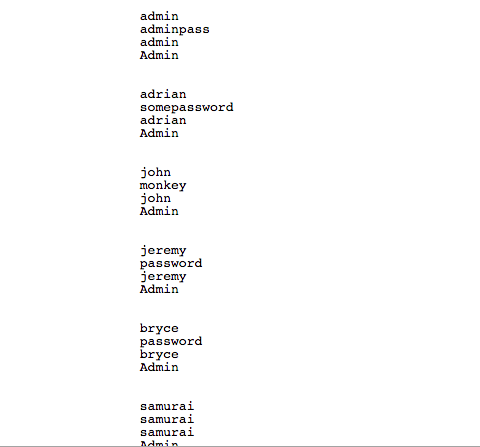 admin
adminpass
admin
Admin
adrian
somepassword
adrian
Admin
john
monkey
john
Admin
jeremy
password
jeremy
Admin
bryce
password
bryce
Admin
samurai
samurai
samurai
Admin